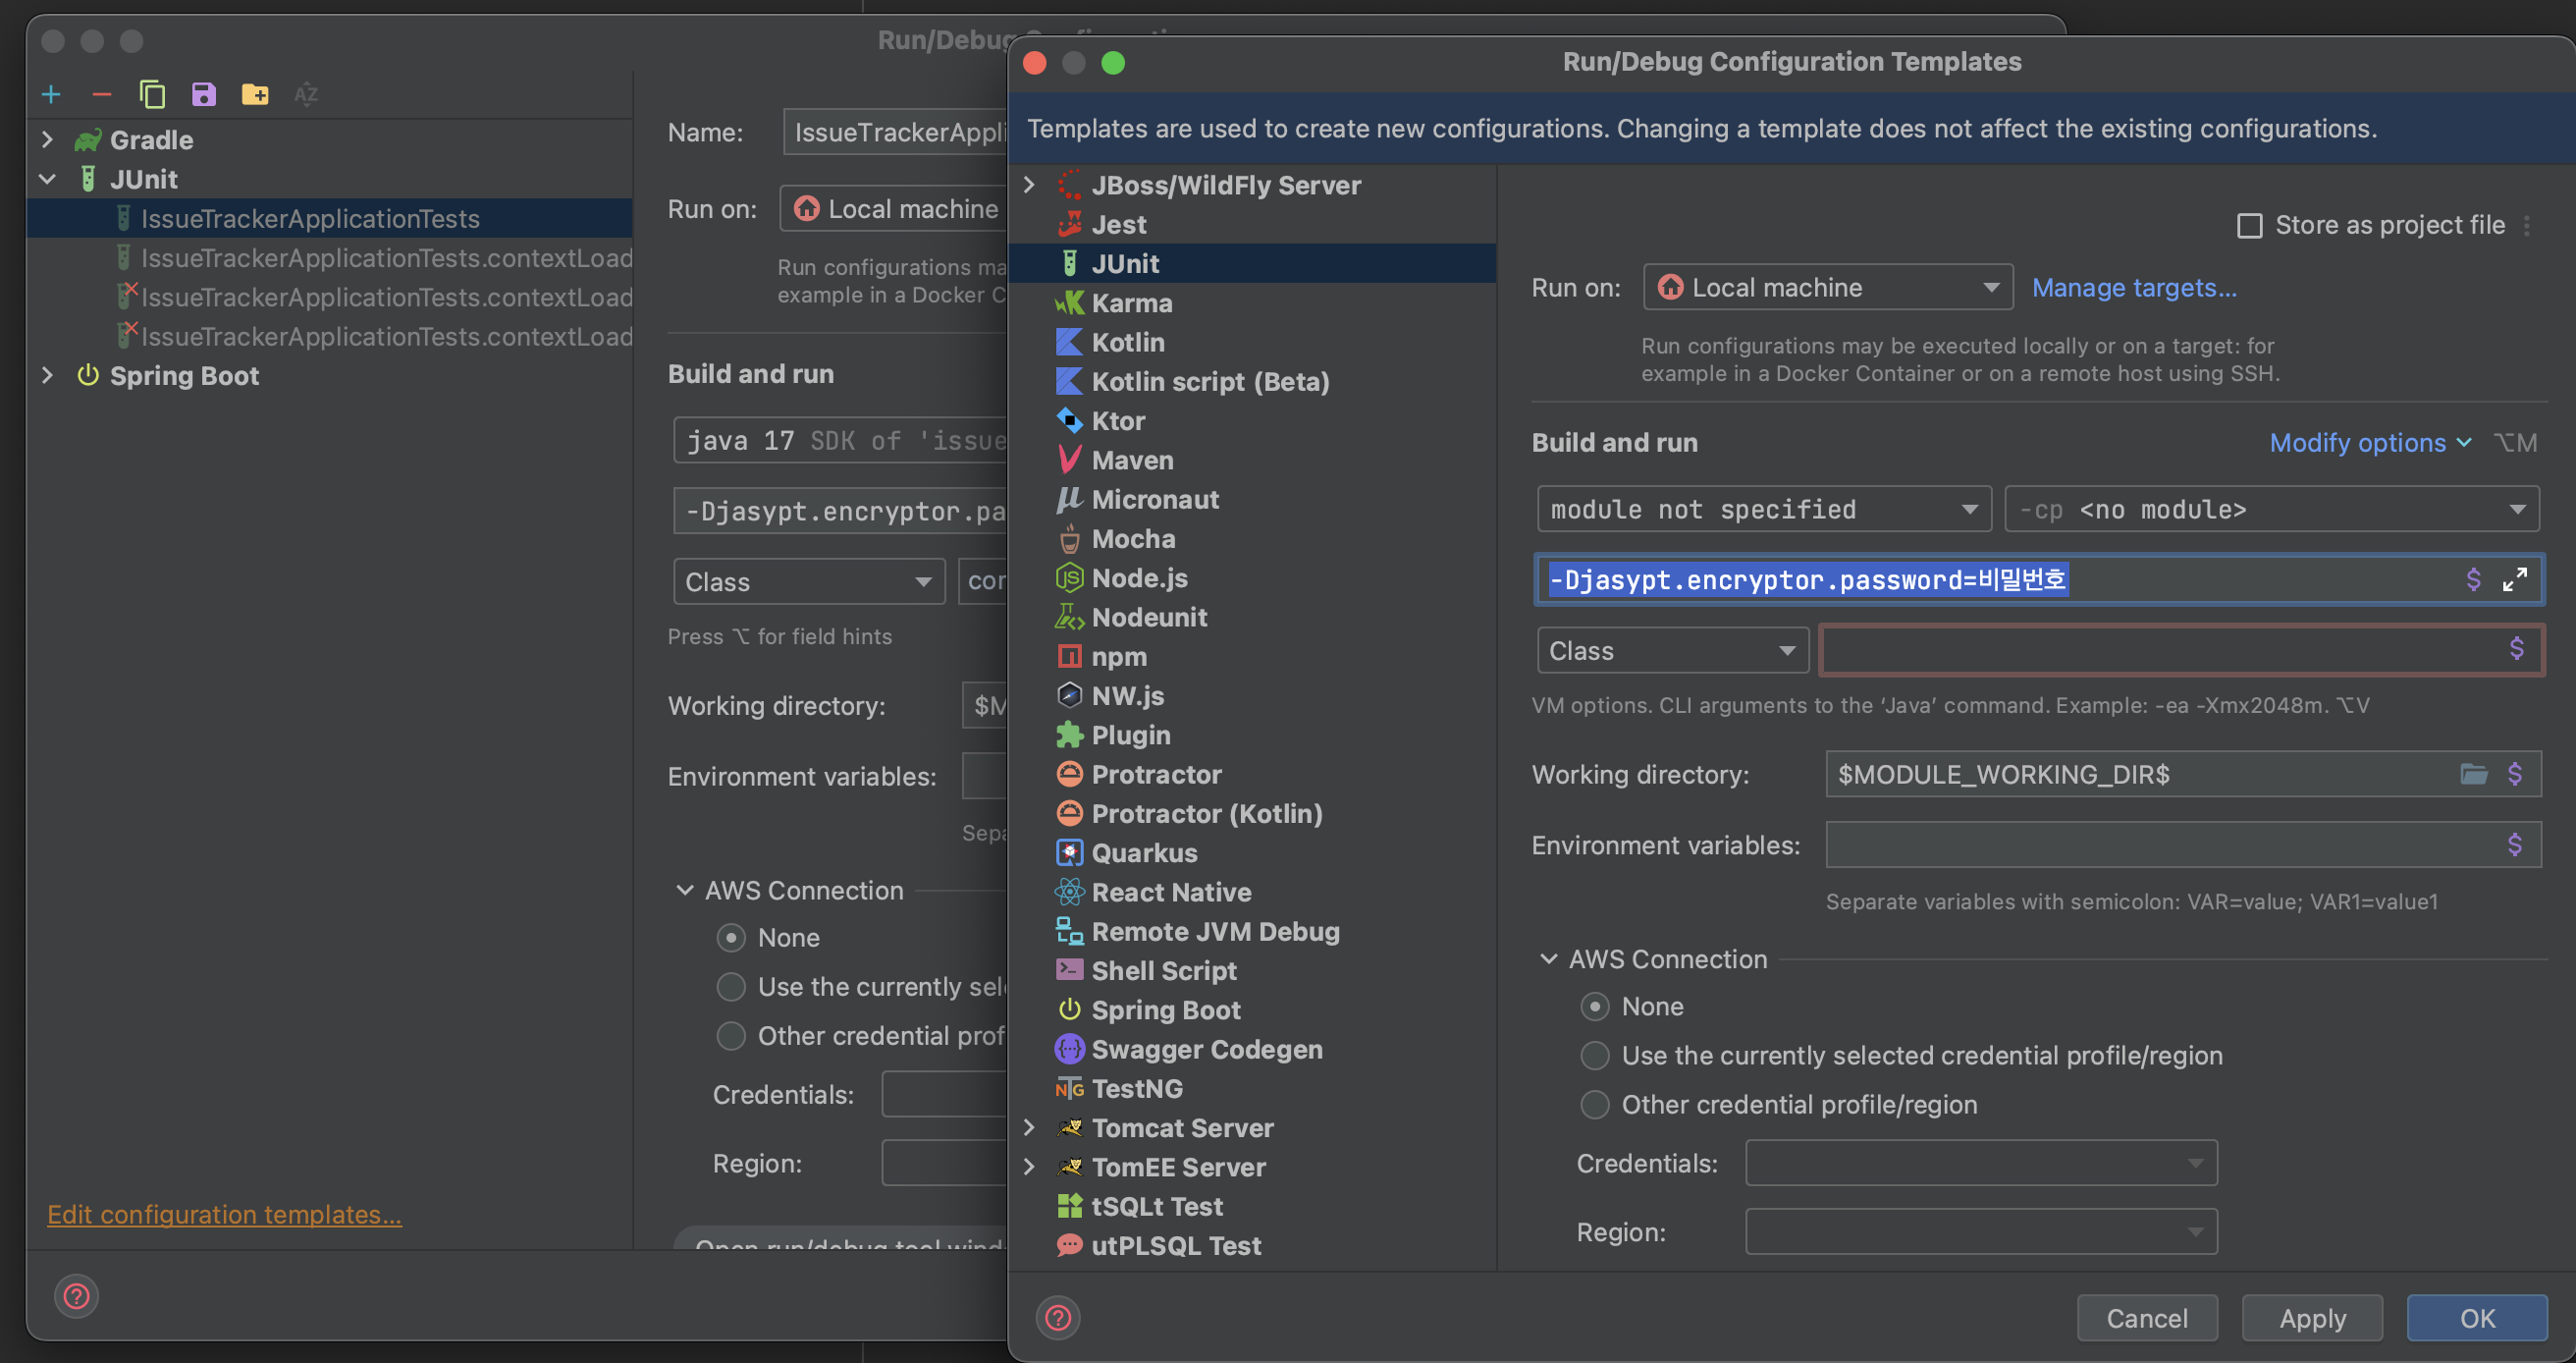 Run/Debug
Gradle
JUnit
IssueTrackerApplicationTests
IssueTrackerApplicationTests.contextLoad
IssueTrackerApplicationTests.contextLoad
IssueTrackerApplicationTests.contextLoad
Spring Boot
Edit configuration templates...
Name: IssueTrackerAppli
Run on: Local machine
Run configurations ma
example in a Docker C
Build and run
java 17 SDK of 'issue
-Djasypt.encryptor.pa
Class cor
Press ⌥ for field hints
Working directory: $M
Environment variables:
Sepa
AWS Connection
None
Use the currently sel
Other credential prof
Credentials:
Region:
Open run/debug tool wind
Run/Debug Configuration Templates
Templates are used to create new configurations. Changing a template does not affect the existing configurations.
JBoss/WildFly Server
Jest
JUnit
Karma
Kotlin
Kotlin script (Beta)
Ktor
Maven
Micronaut
Mocha
Node.js
Nodeunit
npm
NW.js
Plugin
Protractor
Protractor (Kotlin)
Quarkus
React Native
Remote JVM Debug
Shell Script
Spring Boot
Swagger Codegen
TestNG
Tomcat Server
TomEE Server
tSQLt Test
utPLSQL Test
Store as project file
Run on: Local machine Manage targets...
Run configurations may be executed locally or on a target: for
example in a Docker Container or on a remote host using SSH.
Build and run Modify options ⌥M
module not specified -cp <no module>
-Djasypt.encryptor.password=비밀번호
Class
VM options. CLI arguments to the ‘Java’ command. Example: -ea -Xmx2048m. ⌥V
Working directory: $MODULE_WORKING_DIR$
Environment variables:
Separate variables with semicolon: VAR=value; VAR1=value1
AWS Connection
None
Use the currently selected credential profile/region
Other credential profile/region
Credentials:
Region:
Cancel Apply OK